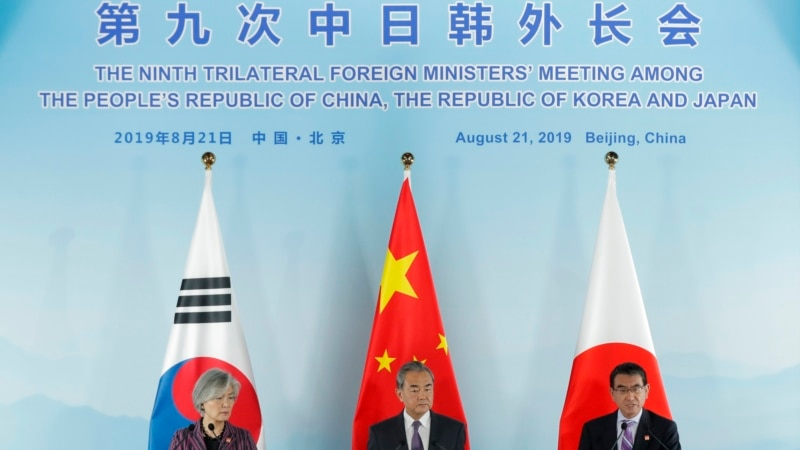 第九次中日韩外长会
THE NINTH TRILATERAL FOREIGN MINISTERS' MEETING AMONG
THE PEOPLE'S REPUBLIC OF CHINA, THE REPUBLIC OF KOREA AND JAPAN
2019年8月21日 中国·北京 August 21, 2019 Beijing, China